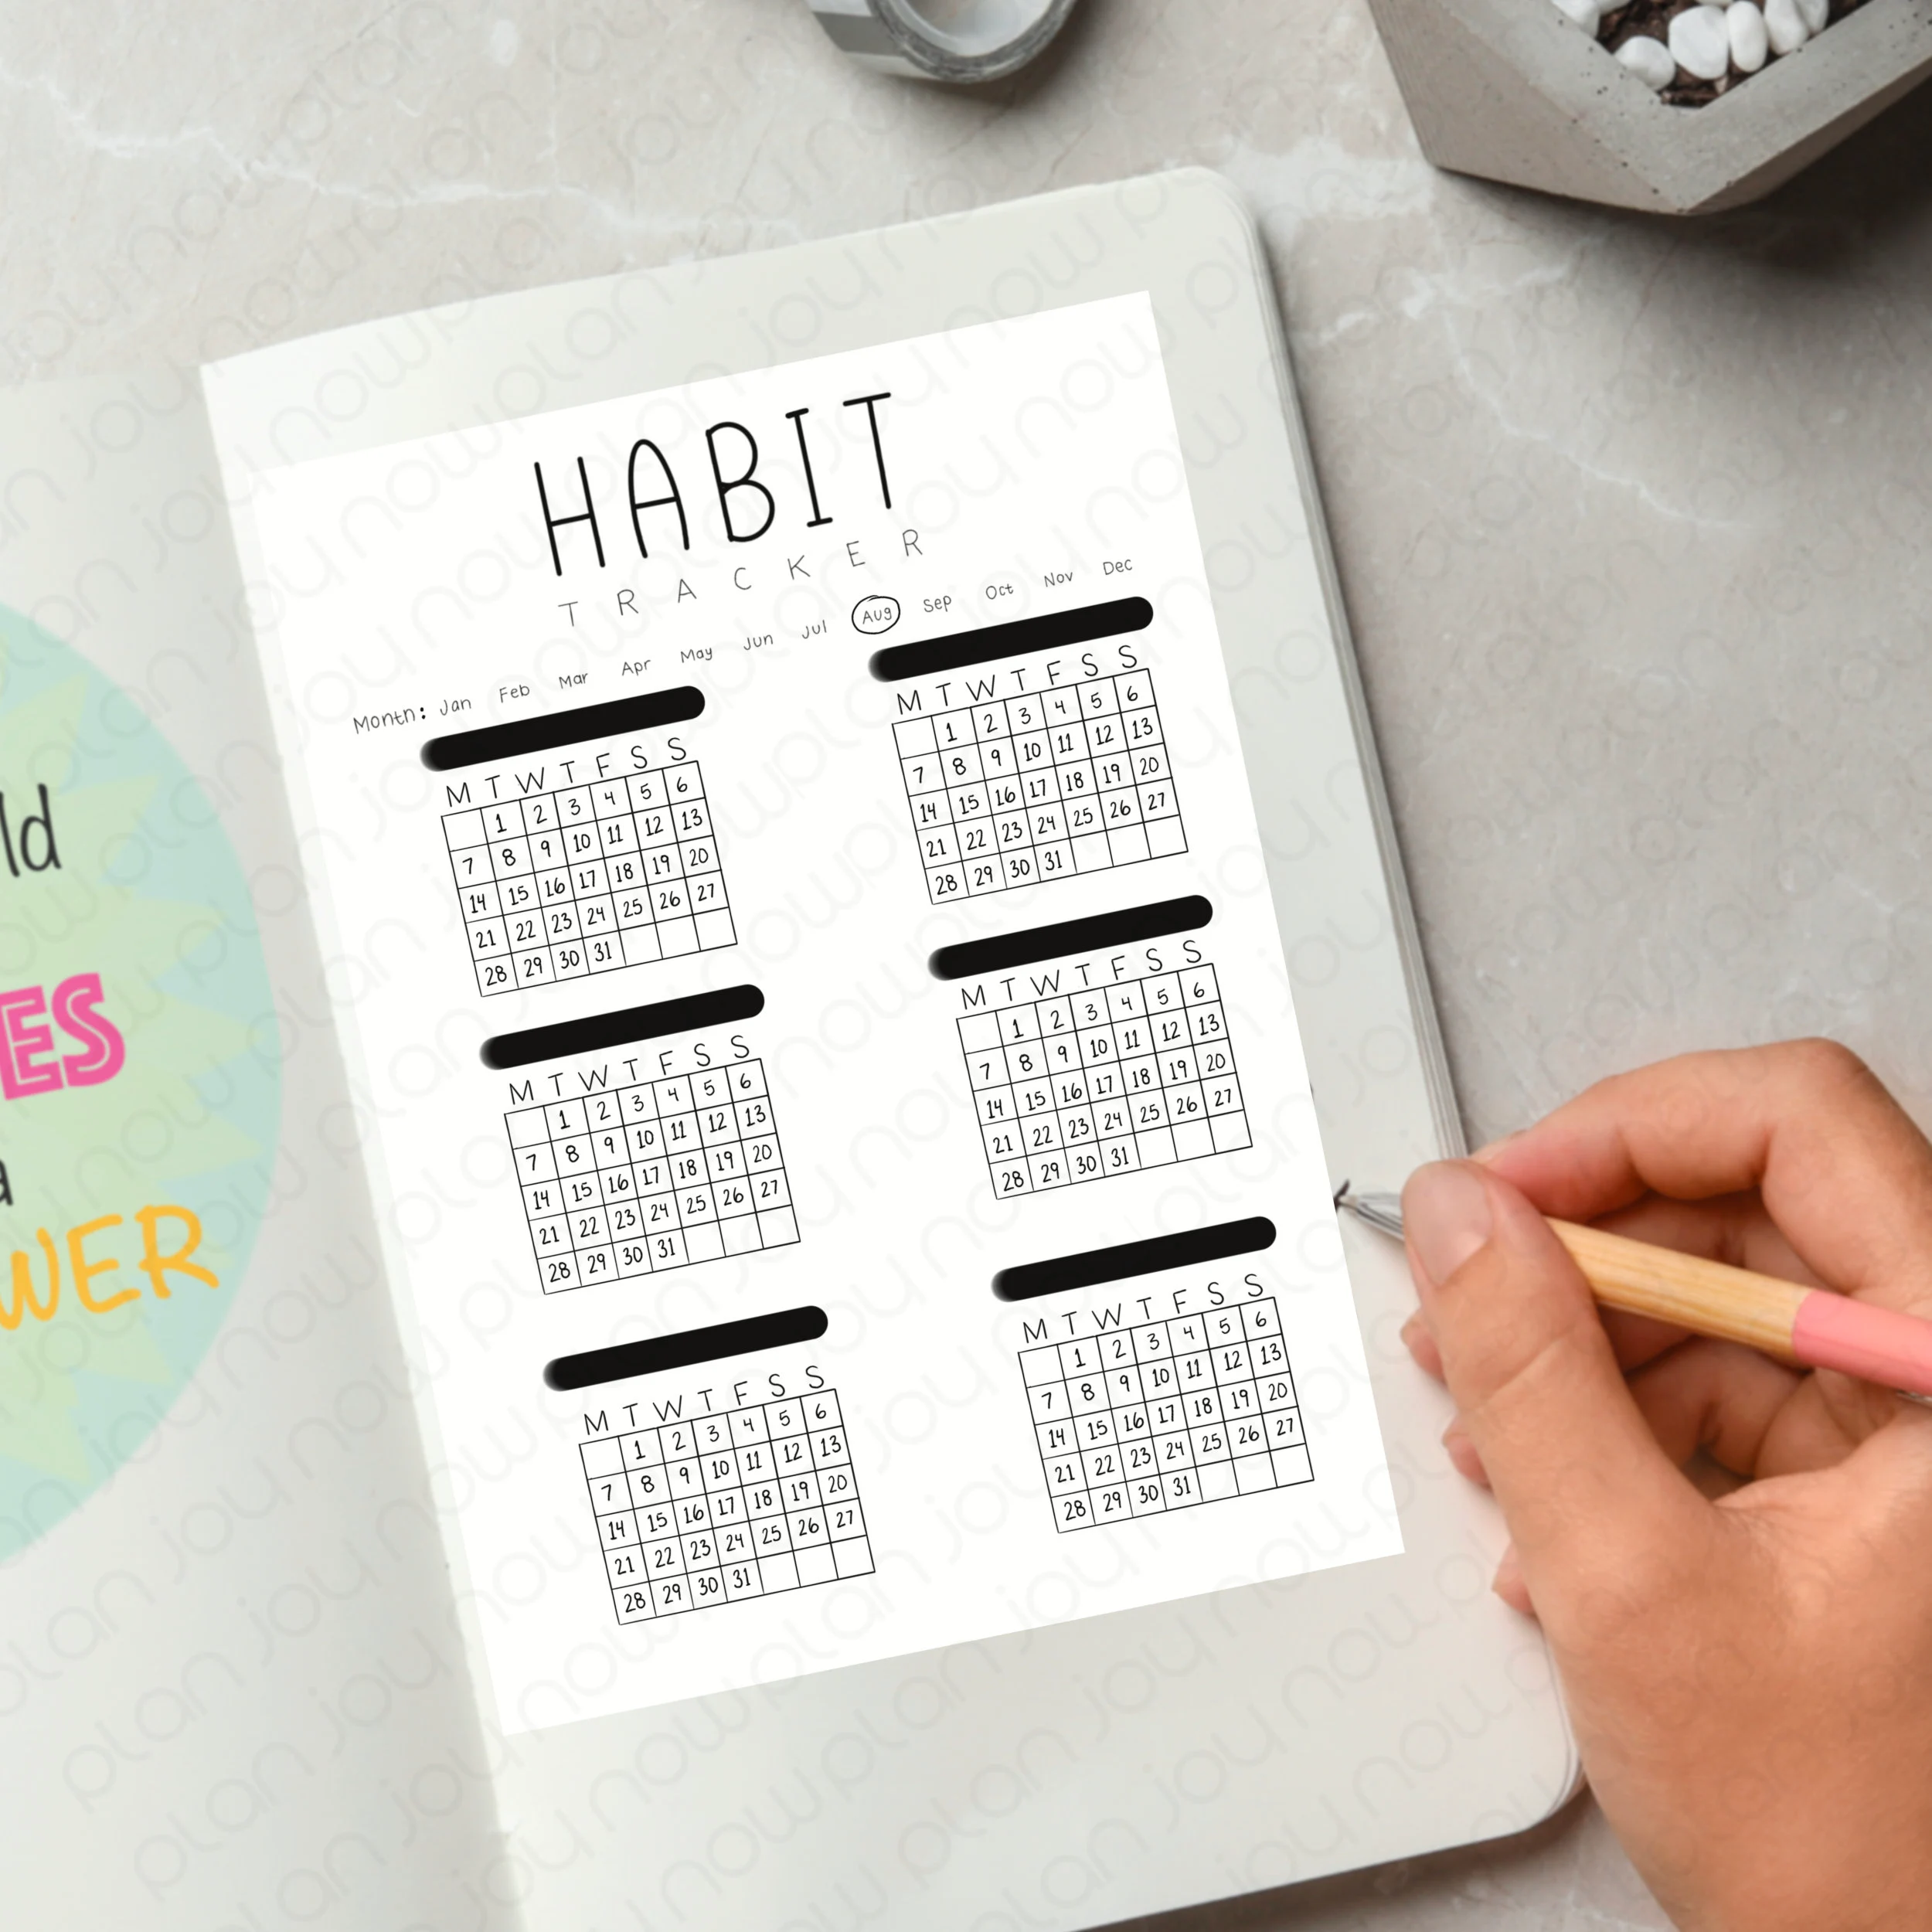 HABIT
TRACKER
Month: Jan Feb Mar Apr May Jun Jul Aug Sep Oct Nov Dec
M T W T F S S
1 2 3 4 5 6
7 8 9 10 11 12 13
14 15 16 17 18 19 20
21 22 23 24 25 26 27
28 29 30 31
M T W T F S S
1 2 3 4 5 6
7 8 9 10 11 12 13
14 15 16 17 18 19 20
21 22 23 24 25 26 27
28 29 30 31
M T W T F S S
1 2 3 4 5 6
7 8 9 10 11 12 13
14 15 16 17 18 19 20
21 22 23 24 25 26 27
28 29 30 31
M T W T F S S
1 2 3 4 5 6
7 8 9 10 11 12 13
14 15 16 17 18 19 20
21 22 23 24 25 26 27
28 29 30 31
M T W T F S S
1 2 3 4 5 6
7 8 9 10 11 12 13
14 15 16 17 18 19 20
21 22 23 24 25 26 27
28 29 30 31
M T W T F S S
1 2 3 4 5 6
7 8 9 10 11 12 13
14 15 16 17 18 19 20
21 22 23 24 25 26 27
28 29 30 31
ld
ES
a
WER
plan jou now